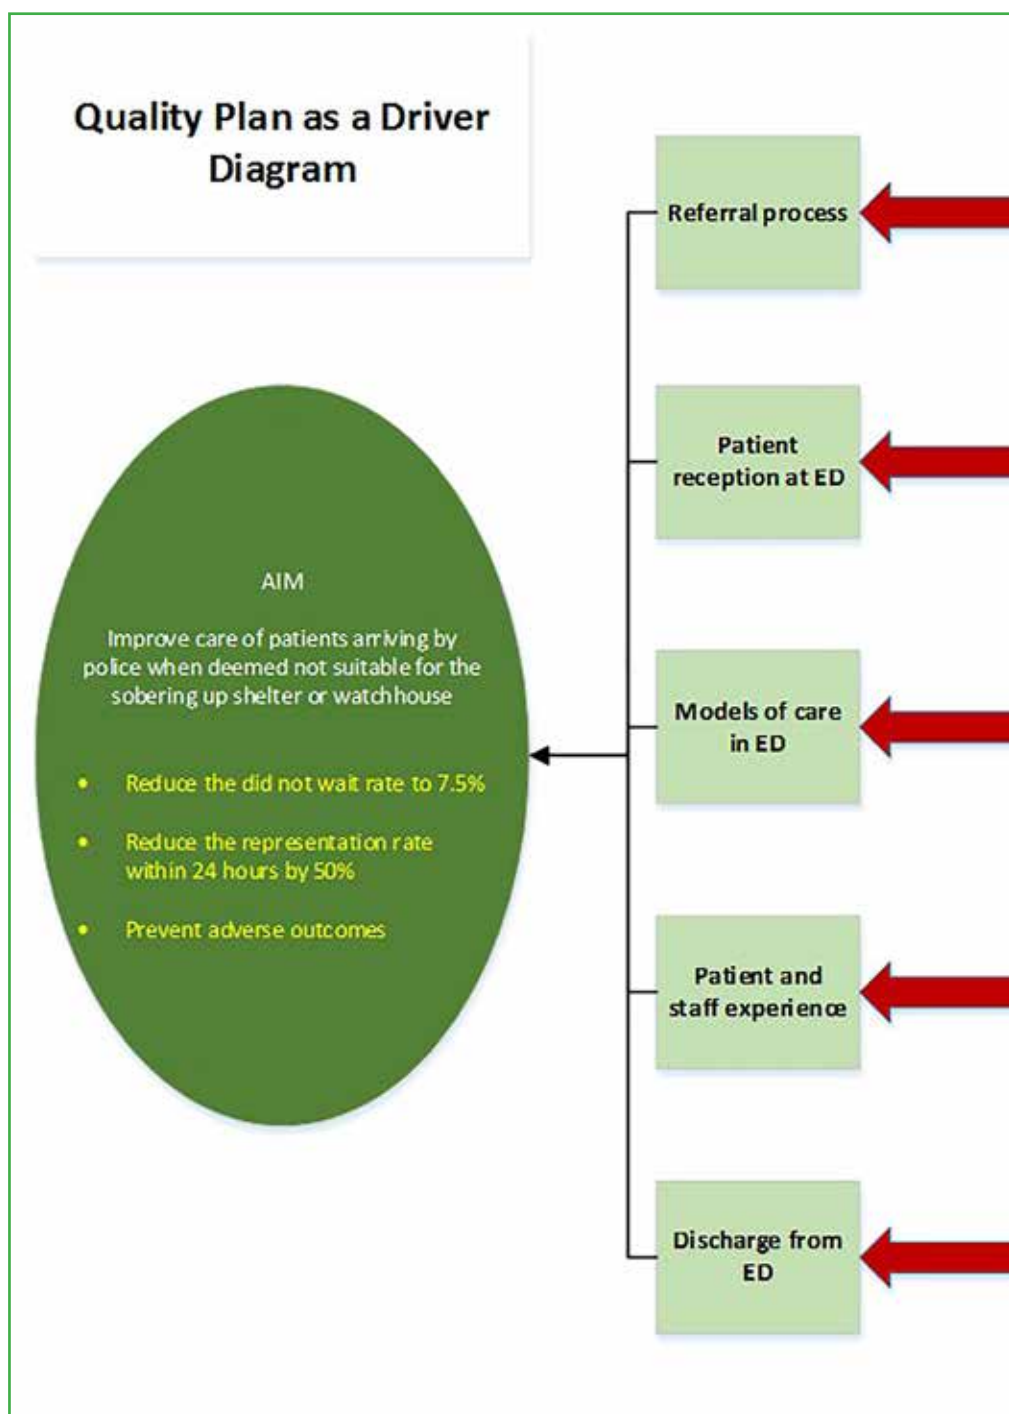 Quality Plan as a Driver
Diagram
Referral process
Patient
reception at ED
AIM
Improve care of patients arriving by
police when deemed not suitable for the
sobering up shelter or watchhouse
• Reduce the did not wait rate to 7.5%
• Reduce the representation rate
within 24 hours by 50%
• Prevent adverse outcomes
Models of care
in ED
Patient and
staff experience
Discharge from
ED